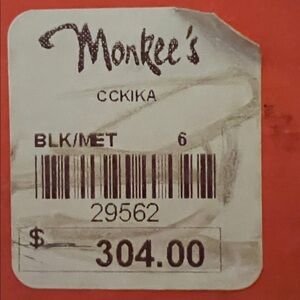 Monkee's
CCKIKA
BLK/MET 6
29562
$ 304.00